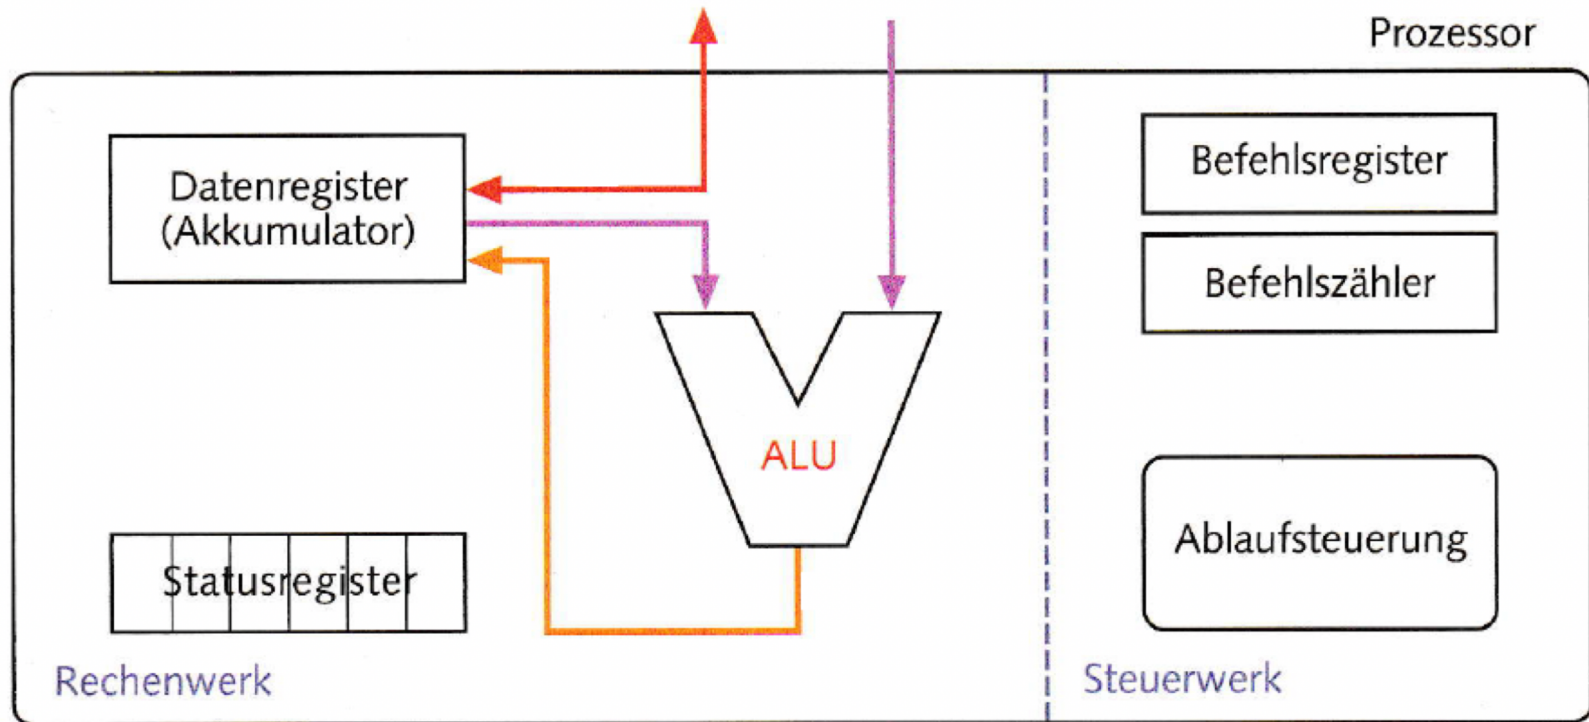 Prozessor
Datenregister
(Akkumulator)
Befehlsregister
Befehlszähler
ALU
Statusregister
Ablaufsteuerung
Rechenwerk
Steuerwerk